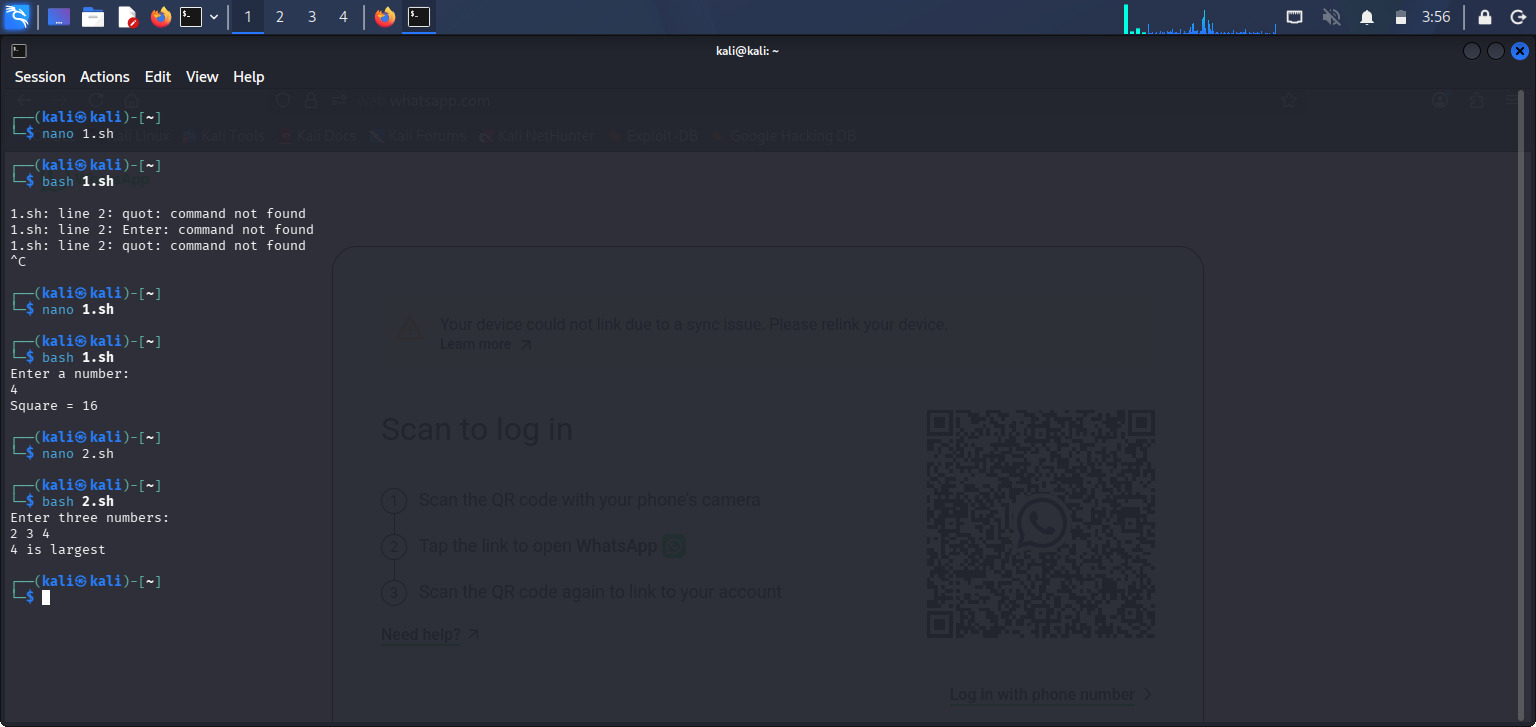 1 2 3 4
3:56
kali@kali: ~
Session Actions Edit View Help
web.whatsapp.com
Kali Linux Kali Tools Kali Docs Kali Forums Kali NetHunter Exploit-DB Google Hacking DB
┌──(kali㉿kali)-[~]
└─$ nano 1.sh
┌──(kali㉿kali)-[~]
└─$ bash 1.sh
1.sh: line 2: quot: command not found
1.sh: line 2: Enter: command not found
1.sh: line 2: quot: command not found
^C
┌──(kali㉿kali)-[~]
└─$ nano 1.sh
┌──(kali㉿kali)-[~]
└─$ bash 1.sh
Enter a number:
4
Square = 16
┌──(kali㉿kali)-[~]
└─$ nano 2.sh
┌──(kali㉿kali)-[~]
└─$ bash 2.sh
Enter three numbers:
2 3 4
4 is largest
┌──(kali㉿kali)-[~]
└─$
Your device could not link due to a sync issue. Please relink your device.
Learn more
Scan to log in
1 Scan the QR code with your phone's camera
2 Tap the link to open WhatsApp
3 Scan the QR code again to link to your account
Need help?
Log in with phone number